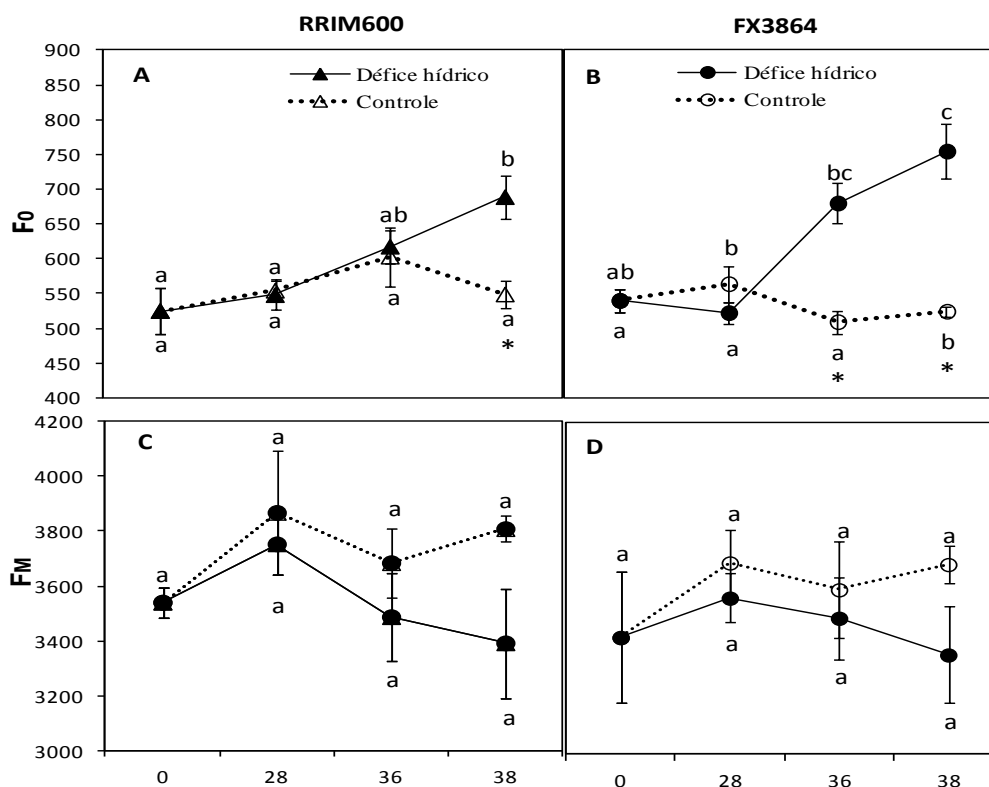 RRIM600 FX3864
900
850
800
750
700
650
600
550
500
450
400
F0
A
Défice hídrico
Controle
a a ab b
a a a a
*
B
Défice hídrico
Controle
ab b bc c
a a a b
* *
4200
4000
3800
3600
3400
3200
3000
FM
C
a a a a
a a a
D
a a a a
a a a
0 28 36 38
0 28 36 38